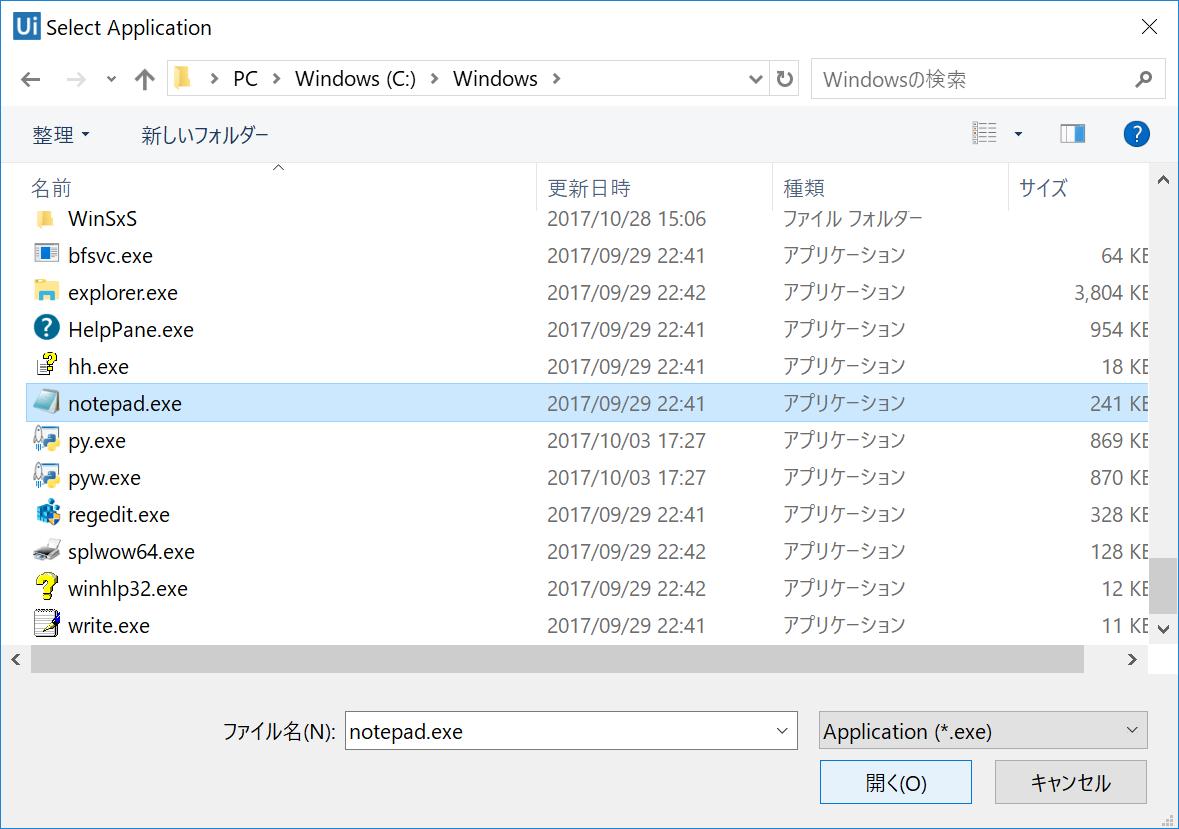 Ui Select Application
PC Windows (C:) Windows
Windowsの検索
整理 新しいフォルダー
?
名前 更新日時 種類 サイズ
WinSxS 2017/10/28 15:06 ファイル フォルダー
bfsvc.exe 2017/09/29 22:41 アプリケーション 64 KB
explorer.exe 2017/09/29 22:42 アプリケーション 3,804 KB
HelpPane.exe 2017/09/29 22:41 アプリケーション 954 KB
hh.exe 2017/09/29 22:41 アプリケーション 18 KB
notepad.exe 2017/09/29 22:41 アプリケーション 241 KB
py.exe 2017/10/03 17:27 アプリケーション 869 KB
pyw.exe 2017/10/03 17:27 アプリケーション 870 KB
regedit.exe 2017/09/29 22:41 アプリケーション 328 KB
splwow64.exe 2017/09/29 22:42 アプリケーション 128 KB
winhlp32.exe 2017/09/29 22:42 アプリケーション 12 KB
write.exe 2017/09/29 22:41 アプリケーション 11 KB
ファイル名(N): notepad.exe Application (*.exe)
開く(O) キャンセル